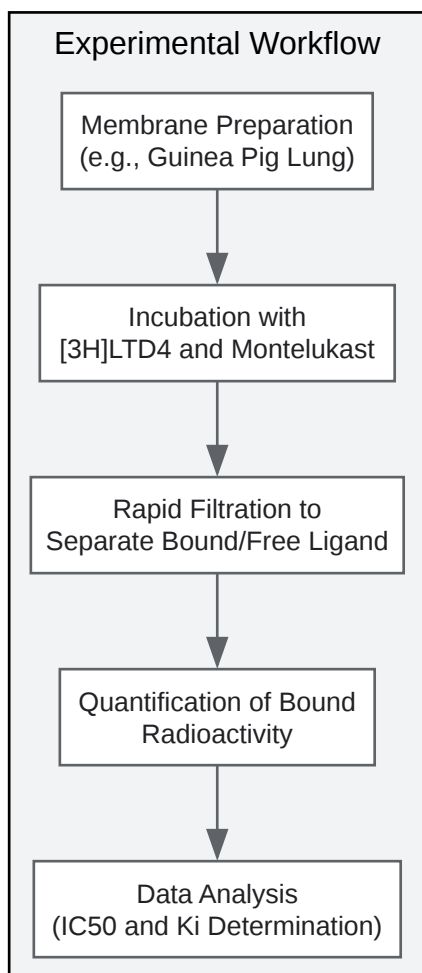 Experimental Workflow
Membrane Preparation
(e.g., Guinea Pig Lung)
Incubation with
[3H]LTD4 and Montelukast
Rapid Filtration to
Separate Bound/Free Ligand
Quantification of Bound
Radioactivity
Data Analysis
(IC50 and Ki Determination)